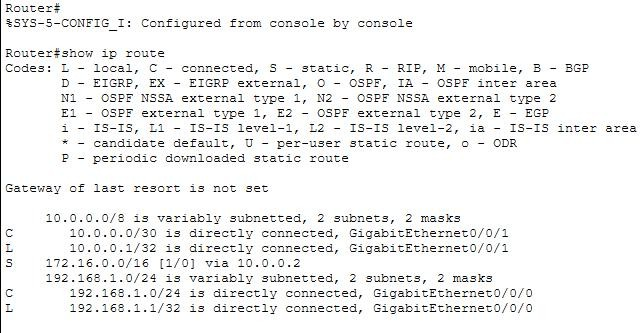 Router#
%SYS-5-CONFIG_I: Configured from console by console
Router#show ip route
Codes: L - local, C - connected, S - static, R - RIP, M - mobile, B - BGP
D - EIGRP, EX - EIGRP external, O - OSPF, IA - OSPF inter area
N1 - OSPF NSSA external type 1, N2 - OSPF NSSA external type 2
E1 - OSPF external type 1, E2 - OSPF external type 2, E - EGP
i - IS-IS, L1 - IS-IS level-1, L2 - IS-IS level-2, ia - IS-IS inter area
* - candidate default, U - per-user static route, o - ODR
P - periodic downloaded static route
Gateway of last resort is not set
10.0.0.0/8 is variably subnetted, 2 subnets, 2 masks
C 10.0.0.0/30 is directly connected, GigabitEthernet0/0/1
L 10.0.0.1/32 is directly connected, GigabitEthernet0/0/1
S 172.16.0.0/16 [1/0] via 10.0.0.2
192.168.1.0/24 is variably subnetted, 2 subnets, 2 masks
C 192.168.1.0/24 is directly connected, GigabitEthernet0/0/0
L 192.168.1.1/32 is directly connected, GigabitEthernet0/0/0